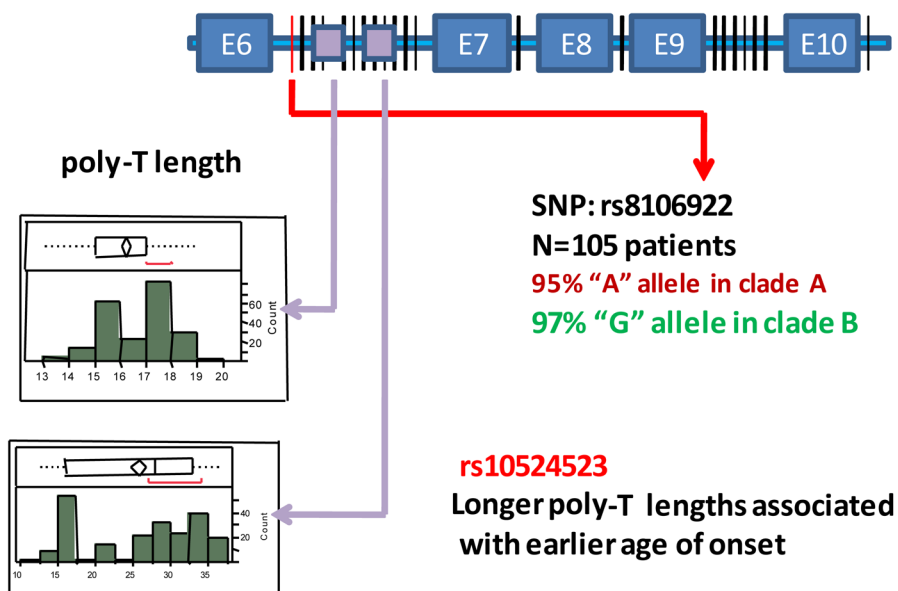 E6 E7 E8 E9 E10
poly-T length
SNP: rs8106922
N=105 patients
95% “A” allele in clade A
97% “G” allele in clade B
60
40
20
Count
13 14 15 16 17 18 19 20
rs10524523
Longer poly-T lengths associated
with earlier age of onset
40
20
Count
10 15 20 25 30 35